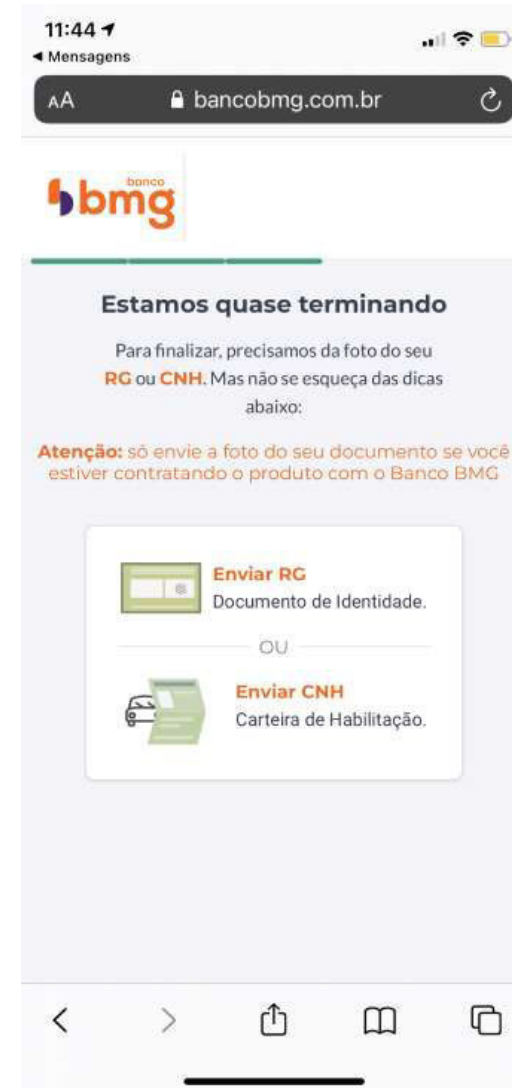 11:44
Mensagens
AA bancobmg.com.br
banco
bmg
Estamos quase terminando
Para finalizar, precisamos da foto do seu
RG ou CNH. Mas não se esqueça das dicas
abaixo:
Atenção: só envie a foto do seu documento se você
estiver contratando o produto com o Banco BMG
Enviar RG
Documento de Identidade.
OU
Enviar CNH
Carteira de Habilitação.